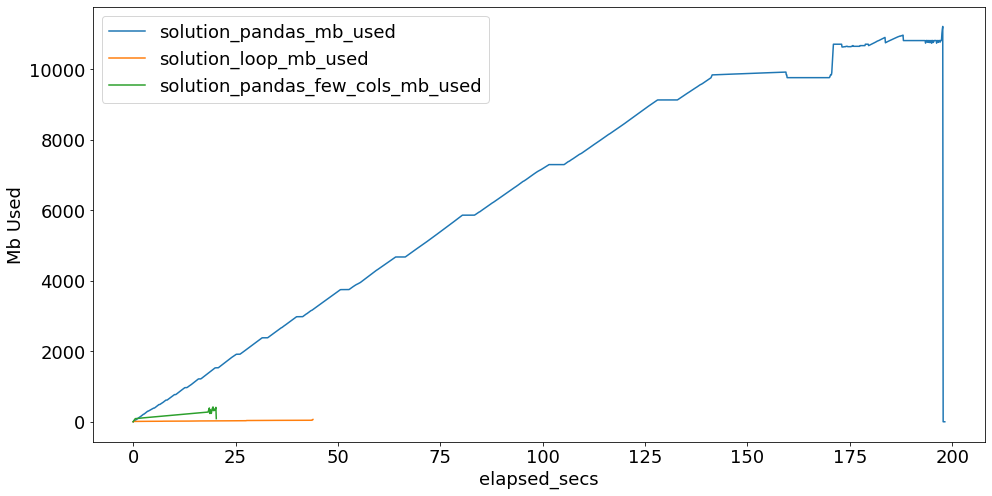 solution_pandas_mb_used
solution_loop_mb_used
solution_pandas_few_cols_mb_used
Mb Used
10000
8000
6000
4000
2000
0
0 25 50 75 100 125 150 175 200
elapsed_secs